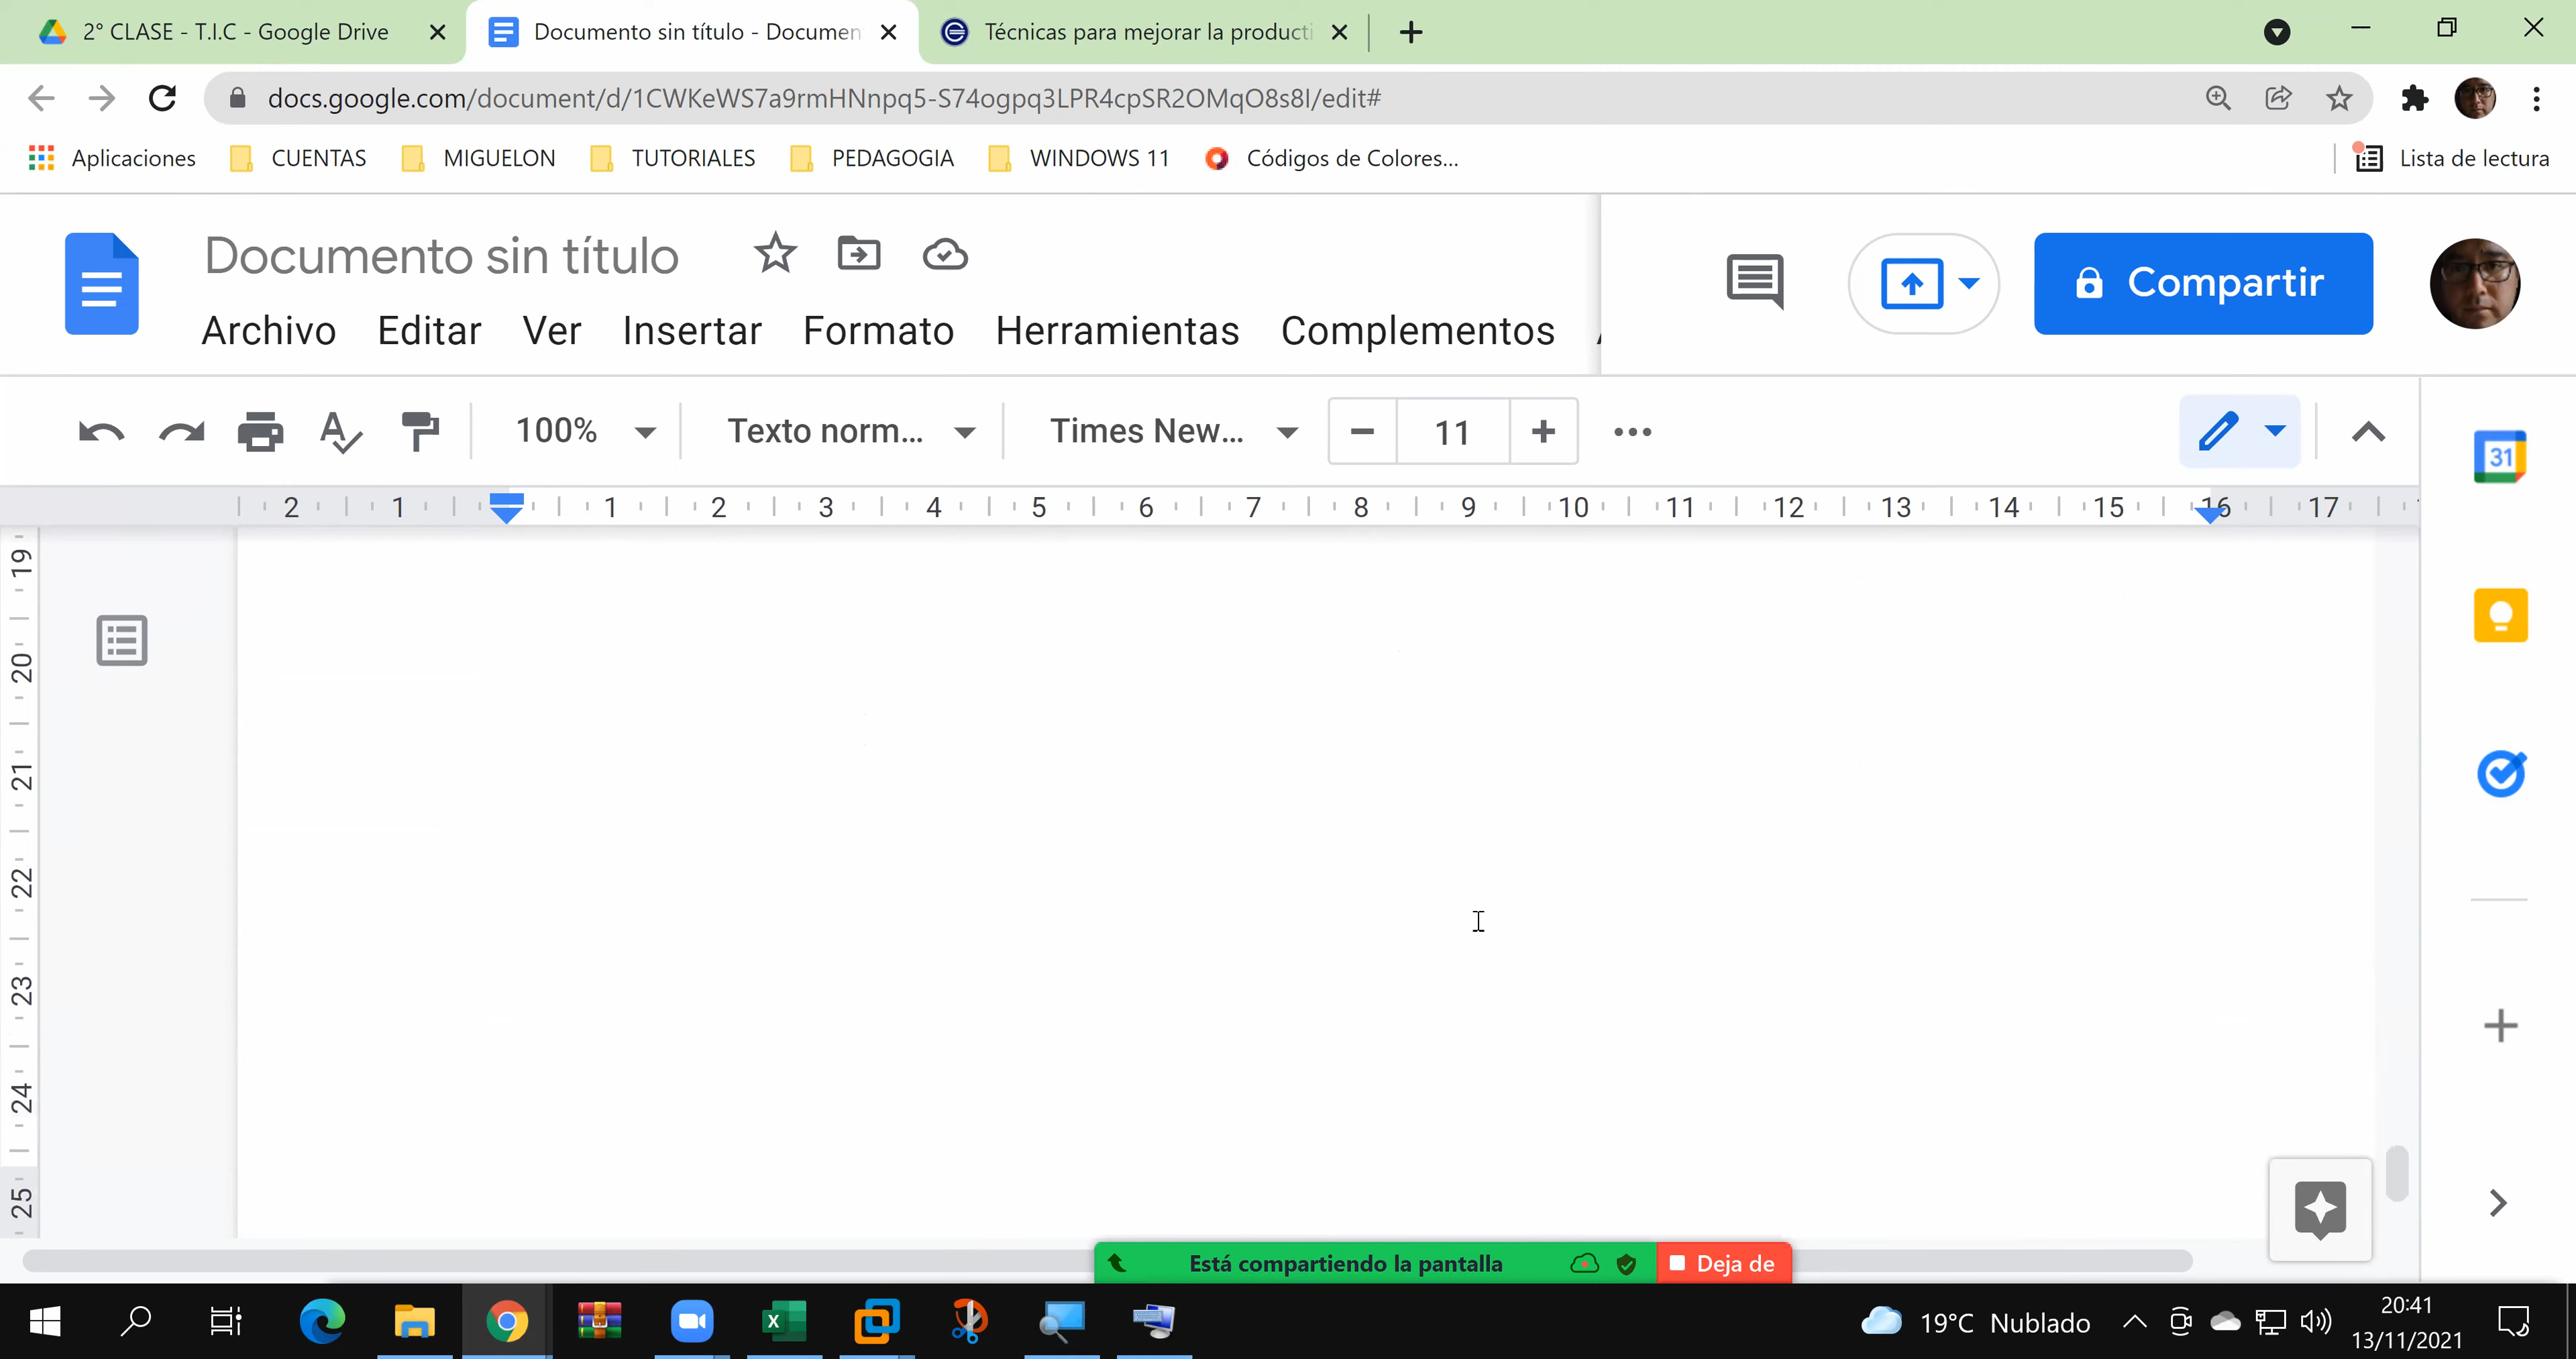 2° CLASE - T.I.C - Google Drive
Documento sin título - Documen
Técnicas para mejorar la producti
docs.google.com/document/d/1CWKeWS7a9rmHNnpq5-S74ogpq3LPR4cpSR2OMqO8s8I/edit#
Aplicaciones CUENTAS MIGUELON TUTORIALES PEDAGOGIA WINDOWS 11 Códigos de Colores... Lista de lectura
Documento sin título
Archivo Editar Ver Insertar Formato Herramientas Complementos
Compartir
100% Texto norm... Times New... 11
31
2 1 1 2 3 4 5 6 7 8 9 10 11 12 13 14 15 16 17
19
20
21
22
23
24
25
Está compartiendo la pantalla Deja de
19°C Nublado
20:41
13/11/2021